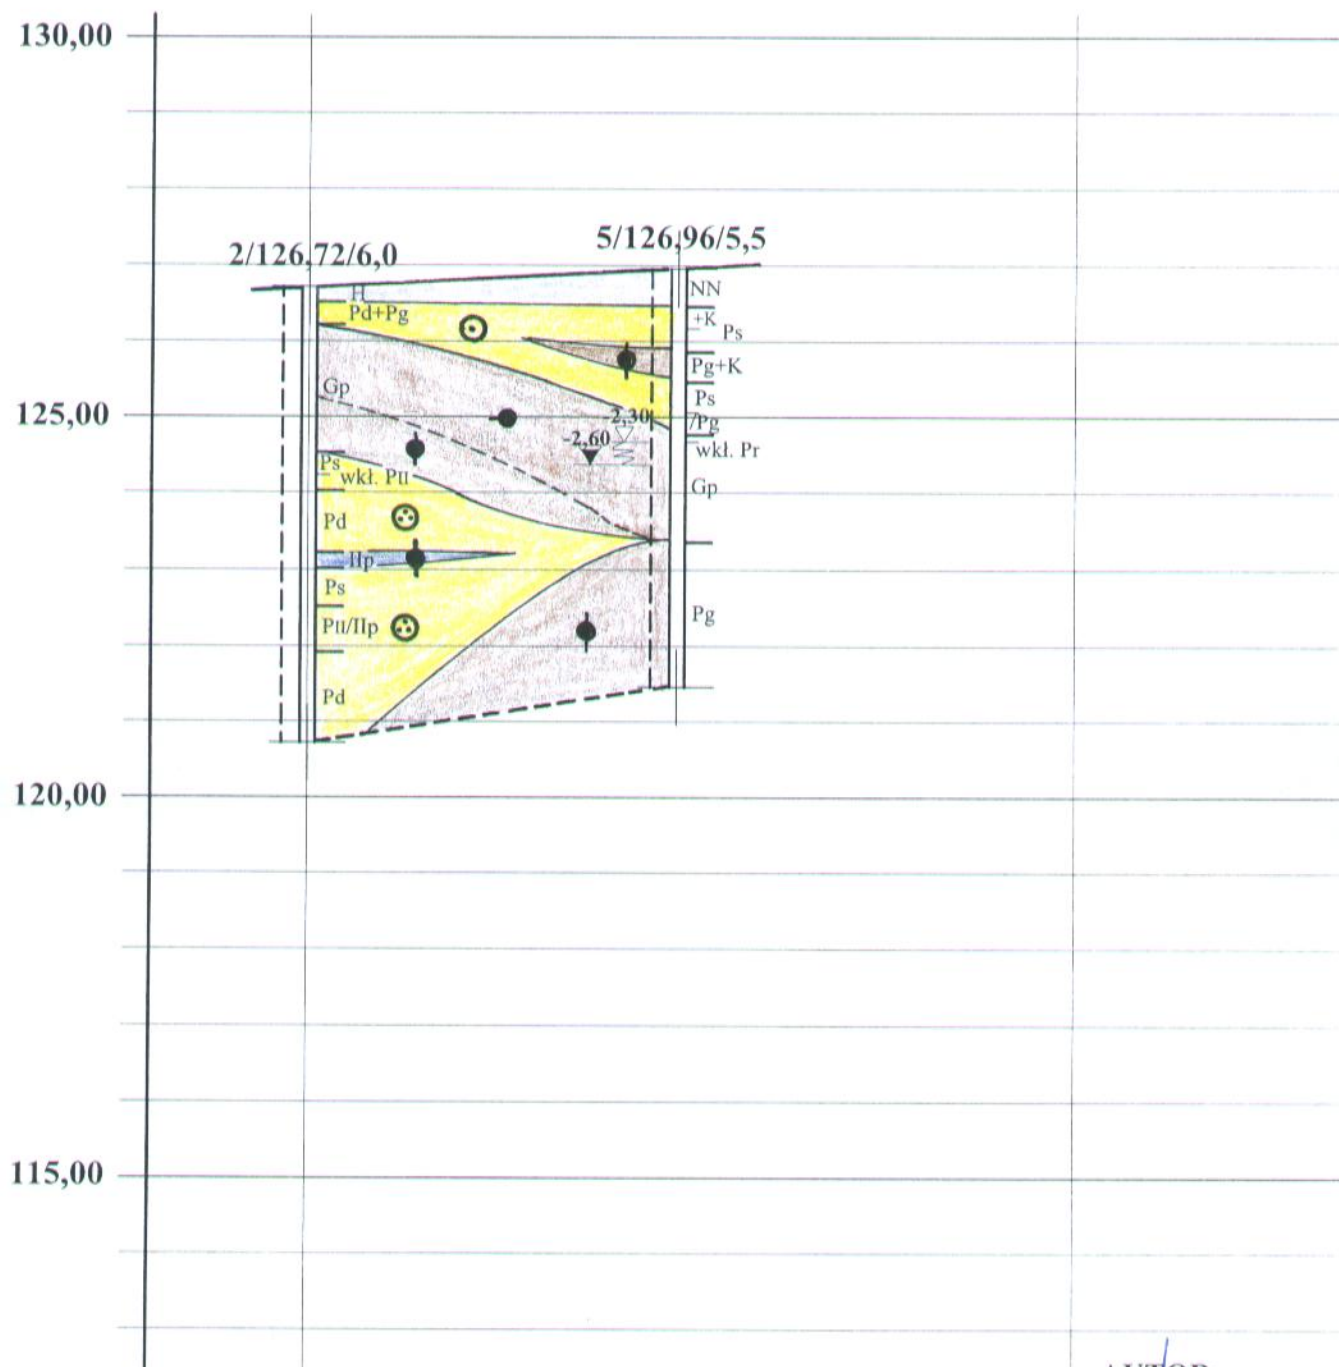 130,00
2/126,72/6,0
5/126,96/5,5
H
NN
Pd+Pg
+K
Ps
Pg+K
Gp
Ps
125,00
-2,30
/Pg
-2,60
wkł. Pr
Ps
wkł. Pπ
Gp
Pd
Πp
Ps
Pg
Pπ/Πp
Pd
120,00
115,00
AUTOR